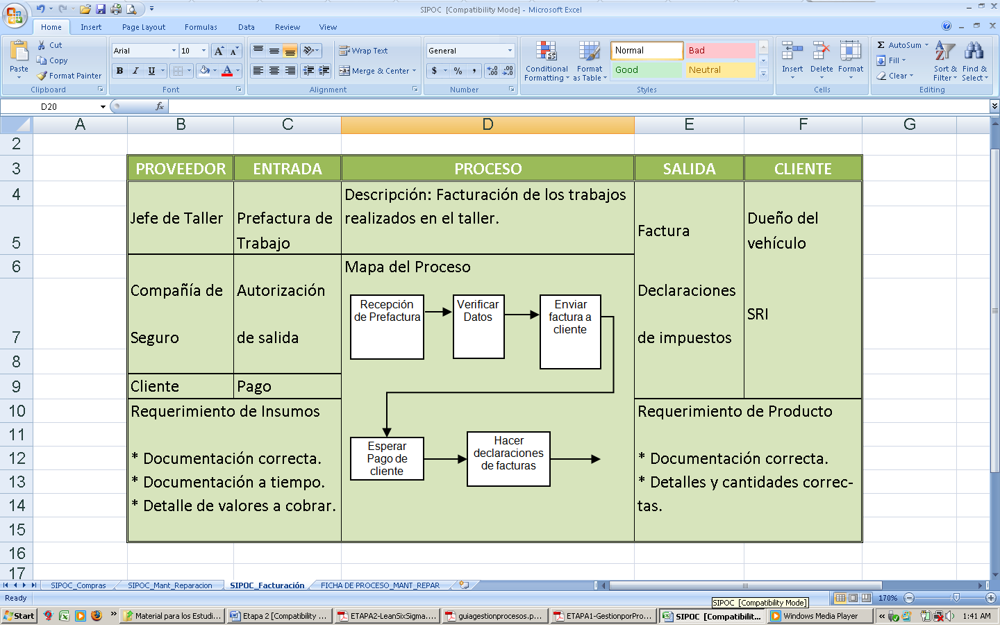 SIPOC  [Compatibility Mode] - Microsoft Excel
Home Insert Page Layout Formulas Data Review View
Paste Cut Copy Format Painter
Arial 10
B I U A A A
Wrap Text
Merge & Center
General
$ % ,
Conditional Formatting Format as Table
Normal Bad
Good Neutral
Insert Delete Format
Σ AutoSum Fill Clear
Sort & Filter Find & Select
Clipboard Font Alignment Number Styles Cells Editing
D20 fx
A B C D E F G
2
3 PROVEEDOR ENTRADA PROCESO SALIDA CLIENTE
4 Descripción: Facturación de los trabajos
Jefe de Taller Prefactura de realizados en el taller. Dueño del
Factura
5 Trabajo vehículo
6 Mapa del Proceso
Compañía de Autorización Declaraciones
Recepción Verificar Enviar
de Prefactura Datos factura a
cliente
SRI
7 Seguro de salida de impuestos
8
9 Cliente Pago
10 Requerimiento de Insumos Requerimiento de Producto
11
Esperar Hacer
Pago de declaraciones
cliente de facturas
12 * Documentación correcta. * Documentación correcta.
13 * Documentación a tiempo. * Detalles y cantidades correc-
14 * Detalle de valores a cobrar. tas.
15
16
17
SIPOC_Compras SIPOC_Mant_Reparacion SIPOC_Facturación FICHA DE PROCESO_MANT_REPAR
Ready 170%
SIPOC  [Compatibility Mode]
Start » Material para los Estudi... Etapa 2 [Compatibility ... ETAPA2-LeanSixSigma.... guiagestionprocesos.p... ETAPA1-GestionporPro... SIPOC  [Compatibilit... Windows Media Player « 1:41 AM